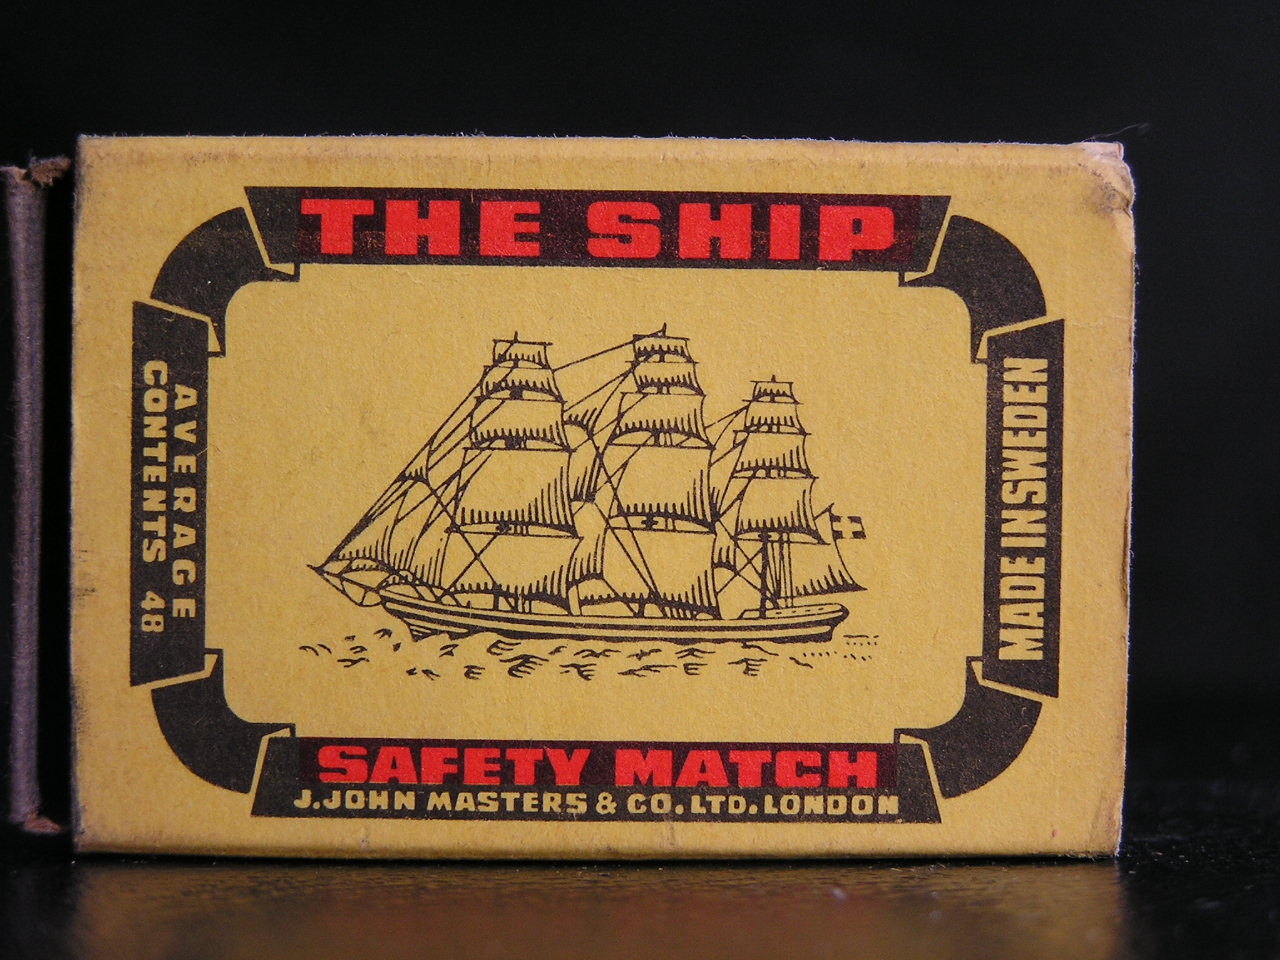 THE SHIP
AVERAGE
CONTENTS 48
MADE IN SWEDEN
SAFETY MATCH
J. JOHN MASTERS & CO. LTD. LONDON